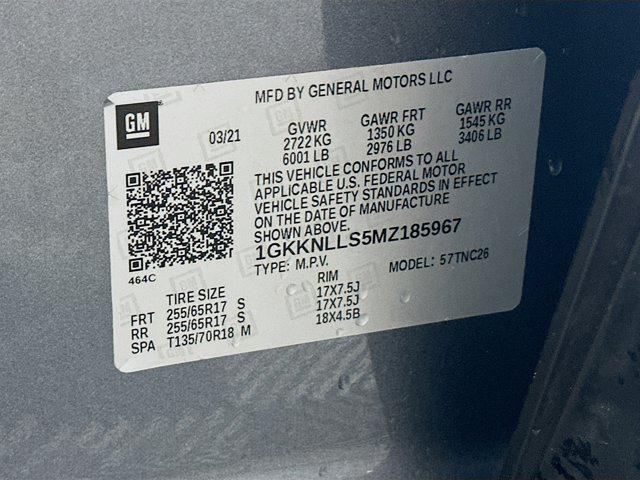 MFD BY GENERAL MOTORS LLC
GM
03/21
GVWR GAWR FRT GAWR RR
2722 KG 1350 KG 1545 KG
6001 LB 2976 LB 3406 LB
THIS VEHICLE CONFORMS TO ALL
APPLICABLE U.S. FEDERAL MOTOR
VEHICLE SAFETY STANDARDS IN EFFECT
ON THE DATE OF MANUFACTURE
SHOWN ABOVE.
1GKKNLLS5MZ185967
TYPE: M.P.V. MODEL: 57TNC26
464C
TIRE SIZE RIM
FRT 255/65R17 S 17X7.5J
RR 255/65R17 S 17X7.5J
SPA T135/70R18 M 18X4.5B